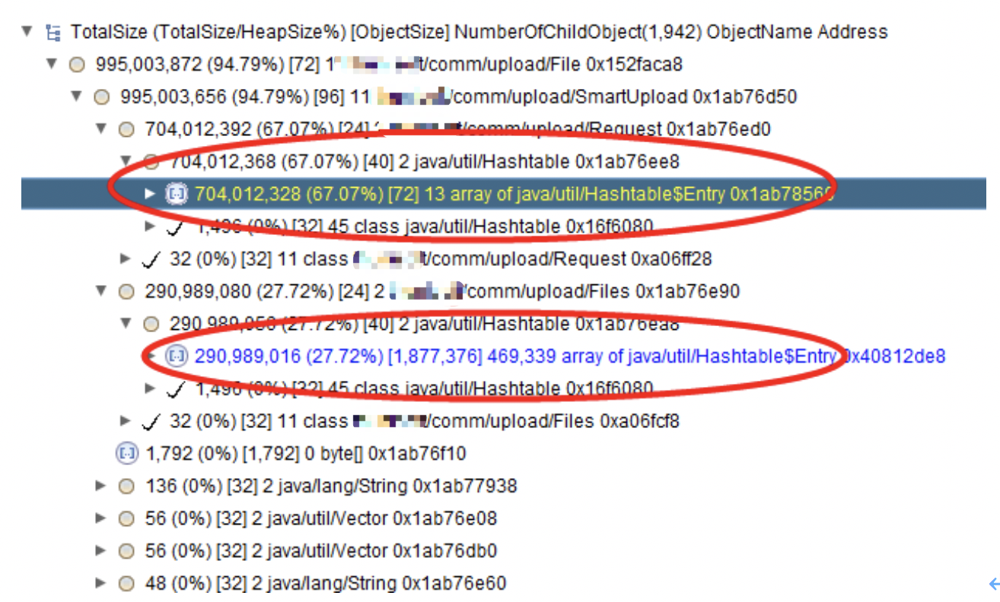 TotalSize (TotalSize/HeapSize%) [ObjectSize] NumberOfChildObject(1,942) ObjectName Address
995,003,872 (94.79%) [72] 1 t/comm/upload/File 0x152faca8
995,003,656 (94.79%) [96] 11 /comm/upload/SmartUpload 0x1ab76d50
704,012,392 (67.07%) [24] t/comm/upload/Request 0x1ab76ed0
704,012,368 (67.07%) [40] 2 java/util/Hashtable 0x1ab76ee8
704,012,328 (67.07%) [72] 13 array of java/util/Hashtable$Entry
1,496 (0%) [32] 45 class java/util/Hashtable 0x16f6080
32 (0%) [32] 11 class t/comm/upload/Request 0xa06ff28
290,989,080 (27.72%) [24] 2 /comm/upload/Files 0x1ab76e90
290,989,056 (27.72%) [40] 2 java/util/Hashtable 0x1ab76ea8
290,989,016 (27.72%) [1,877,376] 469,339 array of java/util/Hashtable$Entry 0x40812de8
1,496 (0%) [32] 45 class java/util/Hashtable 0x16f6080
32 (0%) [32] 11 class /comm/upload/Files 0xa06fcf8
1,792 (0%) [1,792] 0 byte[] 0x1ab76f10
136 (0%) [32] 2 java/lang/String 0x1ab77938
56 (0%) [32] 2 java/util/Vector 0x1ab76e08
56 (0%) [32] 2 java/util/Vector 0x1ab76db0
48 (0%) [32] 2 java/lang/String 0x1ab76e60